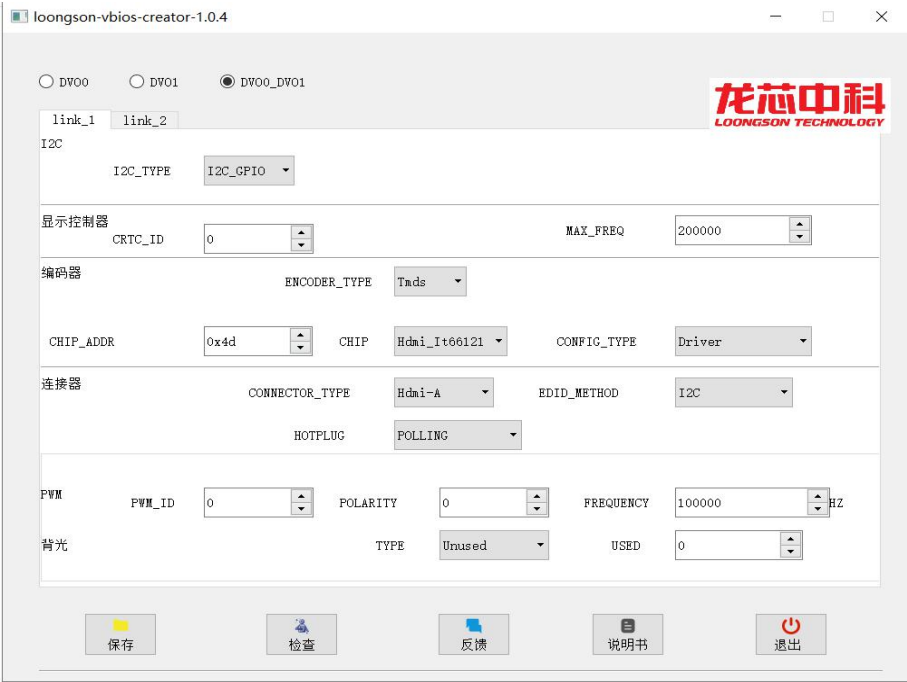 loongson-vbios-creator-1.0.4
DVO0 DVO1 DVO0_DVO1
龙芯中科
LOONGSON TECHNOLOGY
link_1 link_2
I2C
I2C_TYPE I2C_GPIO
显示控制器
CRTC_ID 0 MAX_FREQ 200000
编码器
ENCODER_TYPE Tmds
CHIP_ADDR 0x4d CHIP Hdmi_It66121 CONFIG_TYPE Driver
连接器
CONNECTOR_TYPE Hdmi-A EDID_METHOD I2C
HOTPLUG POLLING
PWM PWM_ID 0 POLARITY 0 FREQUENCY 100000 HZ
背光 TYPE Unused USED 0
保存 检查 反馈 说明书 退出